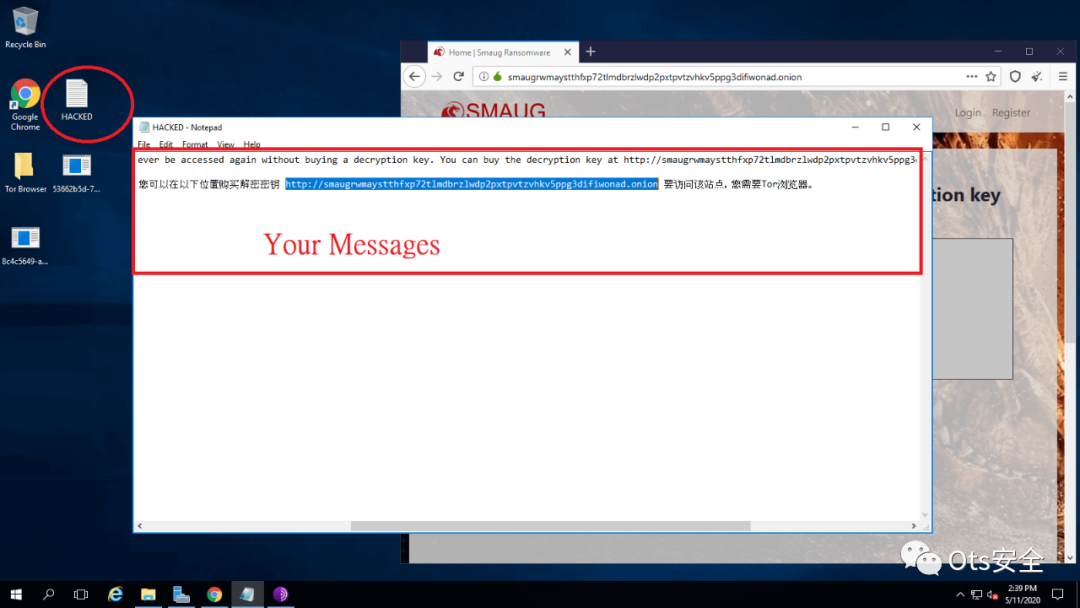 Recycle Bin
Google
Chrome
HACKED
Tor Browser
53662b5d-7...
8c4c5649-a...
Home | Smaug Ransomware
smaugrwmaystthfxp72tlmdbrzlwdp2pxtpvtzvhkv5ppg3difiwonad.onion
SMAUG
Login Register
HACKED - Notepad
File Edit Format View Help
ever be accessed again without buying a decryption key. You can buy the decryption key at http://smaugrwmaystthfxp72tlmdbrzlwdp2pxtpvtzvhkv5ppg3
您可以在以下位置购买解密密钥 http://smaugrwmaystthfxp72tlmdbrzlwdp2pxtpvtzvhkv5ppg3difiwonad.onion 要访问该站点,您需要Tor浏览器。
tion key
Your Messages
Ots安全
2:39 PM
5/11/2020